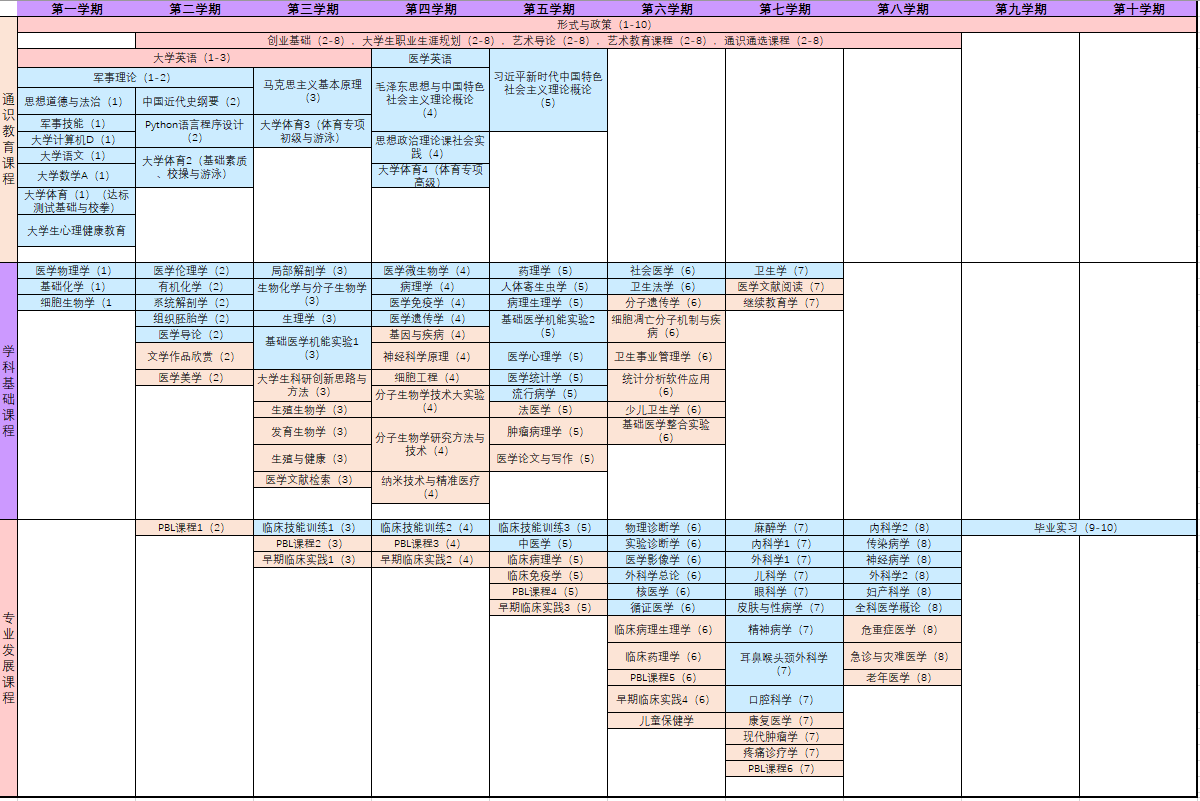 第一学期 第二学期 第三学期 第四学期 第五学期 第六学期 第七学期 第八学期 第九学期 第十学期
通识教育课程
形式与政策（1-10）
创业基础（2-8）．大学生职业生涯规划（2-8）．艺术导论（2-8）．艺术教育课程（2-8）．通识通选课程（2-8）
大学英语（1-3）
军事理论（1-2）
思想道德与法治（1）
军事技能（1）
大学计算机D（1）
大学语文（1）
大学数学A（1）
大学体育（1）（达标
测试基础与校拳）
大学生心理健康教育
中国近代史纲要（2）
Python语言程序设计
（2）
大学体育2（基础素质
、校操与游泳）
马克思主义基本原理
（3）
大学体育3（体育专项
初级与游泳）
医学英语
毛泽东思想与中国特色
社会主义理论概论
（4）
思想政治理论课社会实
践（4）
大学体育4（体育专项
高级）
习近平新时代中国特色
社会主义理论概论
（5）
学科基础课程
医学物理学（1）
基础化学（1）
细胞生物学（1
医学伦理学（2）
有机化学（2）
系统解剖学（2）
组织胚胎学（2）
医学导论（2）
文学作品欣赏（2）
医学美学（2）
局部解剖学（3）
生物化学与分子生物学
（3）
生理学（3）
基础医学机能实验1
（3）
大学生科研创新思路与
方法（3）
生殖生物学（3）
发育生物学（3）
生殖与健康（3）
医学文献检索（3）
医学微生物学（4）
病理学（4）
医学免疫学（4）
医学遗传学（4）
基因与疾病（4）
神经科学原理（4）
细胞工程（4）
分子生物学技术大实验
（4）
分子生物学研究方法与
技术（4）
纳米技术与精准医疗
（4）
药理学（5）
人体寄生虫学（5）
病理生理学（5）
基础医学机能实验2
（5）
医学心理学（5）
医学统计学（5）
流行病学（5）
法医学（5）
肿瘤病理学（5）
医学论文与写作（5）
社会医学（6）
卫生法学（6）
分子遗传学（6）
细胞凋亡分子机制与疾
病（6）
卫生事业管理学（6）
统计分析软件应用
（6）
少儿卫生学（6）
基础医学整合实验
（6）
卫生学（7）
医学文献阅读（7）
继续教育学（7）
专业发展课程
PBL课程1（2）
临床技能训练1（3）
PBL课程2（3）
早期临床实践1（3）
临床技能训练2（4）
PBL课程3（4）
早期临床实践2（4）
临床技能训练3（5）
中医学（5）
临床病理学（5）
临床免疫学（5）
PBL课程4（5）
早期临床实践3（5）
物理诊断学（6）
实验诊断学（6）
医学影像学（6）
外科学总论（6）
核医学（6）
循证医学（6）
临床病理生理学（6）
临床药理学（6）
PBL课程5（6）
早期临床实践4（6）
儿童保健学
麻醉学（7）
内科学1（7）
外科学1（7）
儿科学（7）
眼科学（7）
皮肤与性病学（7）
精神病学（7）
耳鼻喉头颈外科学
（7）
口腔科学（7）
康复医学（7）
现代肿瘤学（7）
疼痛诊疗学（7）
PBL课程6（7）
内科学2（8）
传染病学（8）
神经病学（8）
外科学2（8）
妇产科学（8）
全科医学概论（8）
危重症医学（8）
急诊与灾难医学（8）
老年医学（8）
毕业实习（9-10）